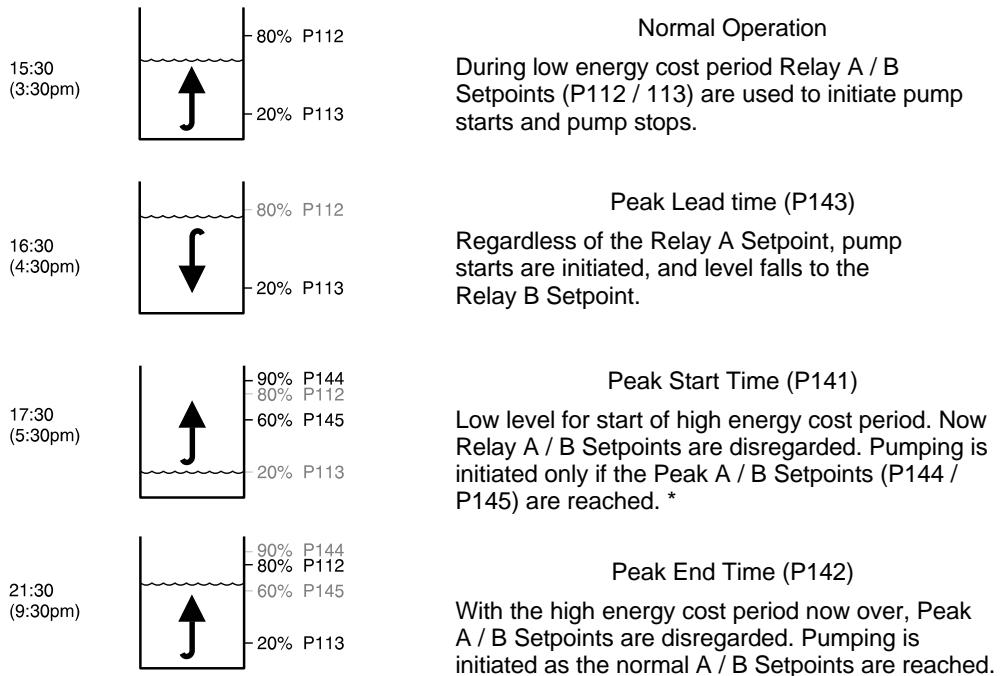 80% P112
15:30
(3:30pm)
20% P113
Normal Operation
During low energy cost period Relay A / B
Setpoints (P112 / 113) are used to initiate pump
starts and pump stops.
80% P112
16:30
(4:30pm)
20% P113
Peak Lead time (P143)
Regardless of the Relay A Setpoint, pump
starts are initiated, and level falls to the
Relay B Setpoint.
90% P144
80% P112
17:30
(5:30pm)
60% P145
20% P113
Peak Start Time (P141)
Low level for start of high energy cost period. Now
Relay A / B Setpoints are disregarded. Pumping is
initiated only if the Peak A / B Setpoints (P144 /
P145) are reached. *
90% P144
80% P112
21:30
(9:30pm)
60% P145
20% P113
Peak End Time (P142)
With the high energy cost period now over, Peak
A / B Setpoints are disregarded. Pumping is
initiated as the normal A / B Setpoints are reached.